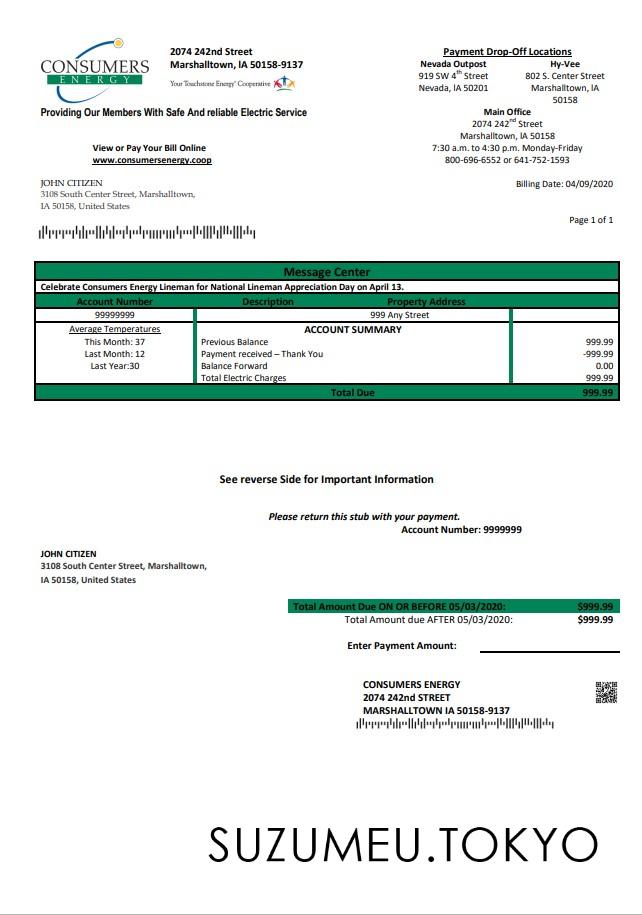 CONSUMERS
ENERGY
2074 242nd Street
Marshalltown, IA 50158-9137
Your Touchstone Energy® Cooperative
Providing Our Members With Safe And reliable Electric Service
Payment Drop-Off Locations
Nevada Outpost
919 SW 4th Street
Nevada, IA 50201
Hy-Vee
802 S. Center Street
Marshalltown, IA
50158
Main Office
2074 242nd Street
Marshalltown, IA 50158
7:30 a.m. to 4:30 p.m. Monday-Friday
800-696-6552 or 641-752-1593
View or Pay Your Bill Online
www.consumersenergy.coop
JOHN CITIZEN
3108 South Center Street, Marshalltown,
IA 50158, United States
Billing Date: 04/09/2020
Page 1 of 1
Message Center
Celebrate Consumers Energy Lineman for National Lineman Appreciation Day on April 13.
Account Number Description Property Address
99999999 999 Any Street
Average Temperatures
This Month: 37
Last Month: 12
Last Year:30
ACCOUNT SUMMARY
Previous Balance 999.99
Payment received – Thank You -999.99
Balance Forward 0.00
Total Electric Charges 999.99
Total Due 999.99
See reverse Side for Important Information
Please return this stub with your payment.
Account Number: 9999999
JOHN CITIZEN
3108 South Center Street, Marshalltown,
IA 50158, United States
Total Amount Due ON OR BEFORE 05/03/2020: $999.99
Total Amount due AFTER 05/03/2020: $999.99
Enter Payment Amount:
CONSUMERS ENERGY
2074 242nd STREET
MARSHALLTOWN IA 50158-9137
SUZUMEU.TOKYO